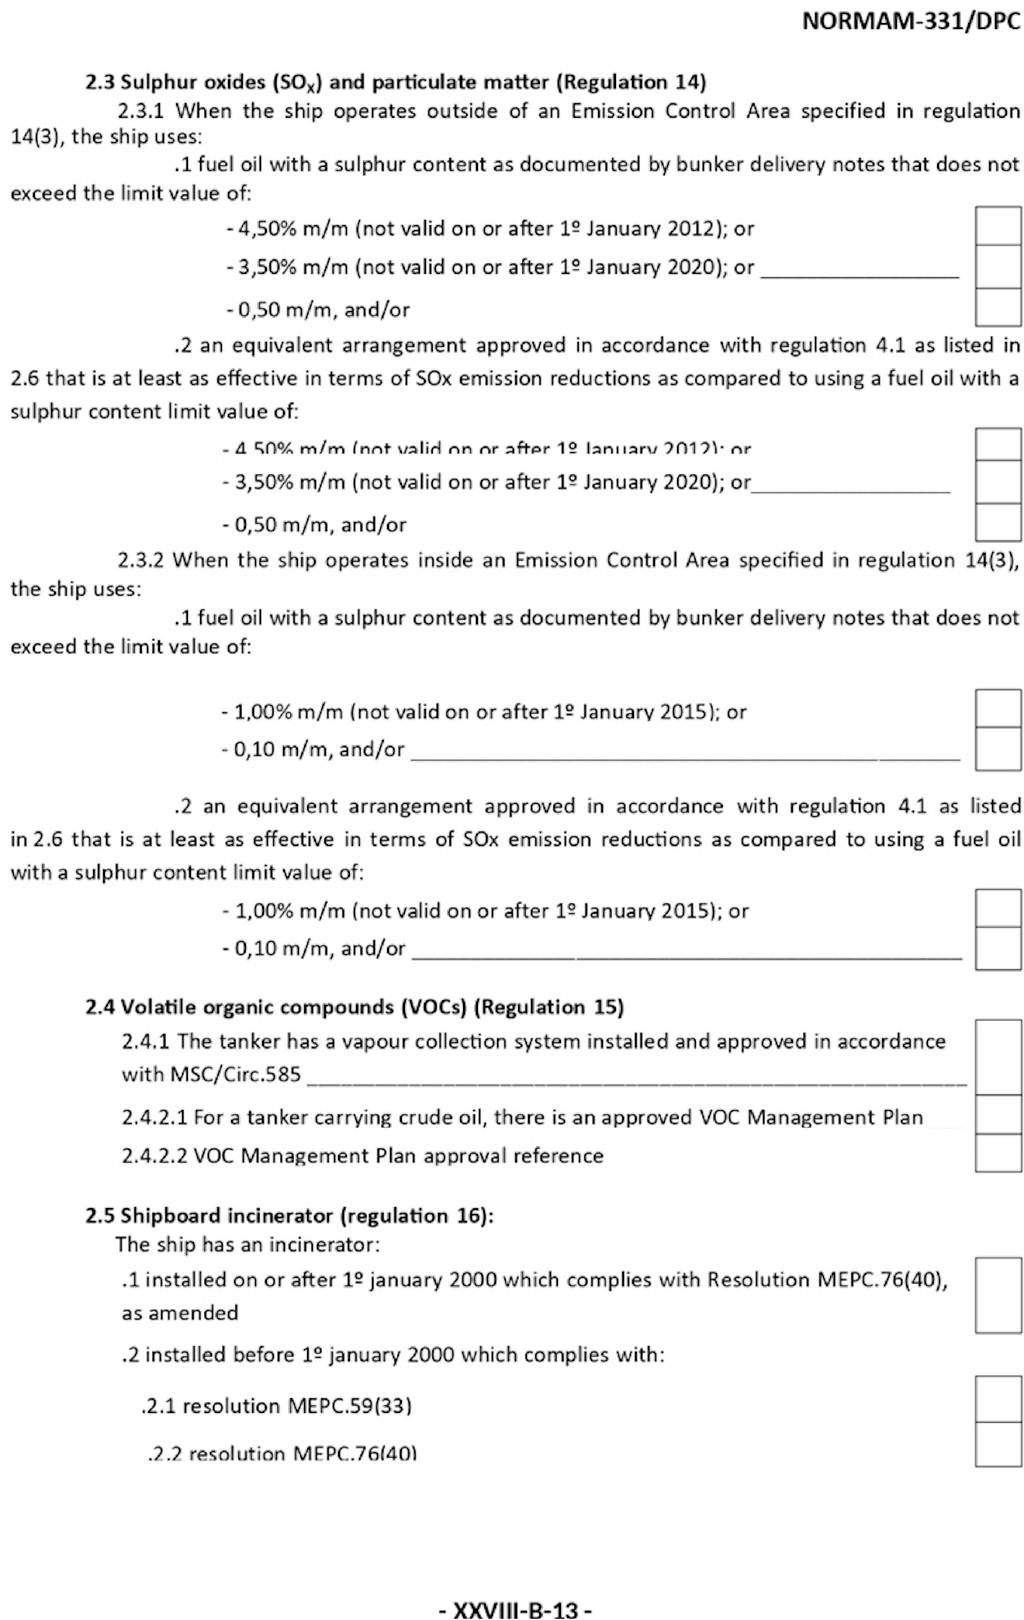 NORMAM-331/DPC
2.3 Sulphur oxides (SOx) and particulate matter (Regulation 14)
2.3.1 When the ship operates outside of an Emission Control Area specified in regulation
14(3), the ship uses:
.1 fuel oil with a sulphur content as documented by bunker delivery notes that does not
exceed the limit value of:
- 4,50% m/m (not valid on or after 1º January 2012); or
- 3,50% m/m (not valid on or after 1º January 2020); or
- 0,50 m/m, and/or
.2 an equivalent arrangement approved in accordance with regulation 4.1 as listed in
2.6 that is at least as effective in terms of SOx emission reductions as compared to using a fuel oil with a
sulphur content limit value of:
- 4 50% m/m (not valid on or after 1º January 2012); or
- 3,50% m/m (not valid on or after 1º January 2020); or
- 0,50 m/m, and/or
2.3.2 When the ship operates inside an Emission Control Area specified in regulation 14(3),
the ship uses:
.1 fuel oil with a sulphur content as documented by bunker delivery notes that does not
exceed the limit value of:
- 1,00% m/m (not valid on or after 1º January 2015); or
- 0,10 m/m, and/or
.2 an equivalent arrangement approved in accordance with regulation 4.1 as listed
in 2.6 that is at least as effective in terms of SOx emission reductions as compared to using a fuel oil
with a sulphur content limit value of:
- 1,00% m/m (not valid on or after 1º January 2015); or
- 0,10 m/m, and/or
2.4 Volatile organic compounds (VOCs) (Regulation 15)
2.4.1 The tanker has a vapour collection system installed and approved in accordance
with MSC/Circ.585
2.4.2.1 For a tanker carrying crude oil, there is an approved VOC Management Plan
2.4.2.2 VOC Management Plan approval reference
2.5 Shipboard incinerator (regulation 16):
The ship has an incinerator:
.1 installed on or after 1º january 2000 which complies with Resolution MEPC.76(40),
as amended
.2 installed before 1º january 2000 which complies with:
.2.1 resolution MEPC.59(33)
.2.2 resolution MEPC.76(40)
- XXVIII-B-13 -